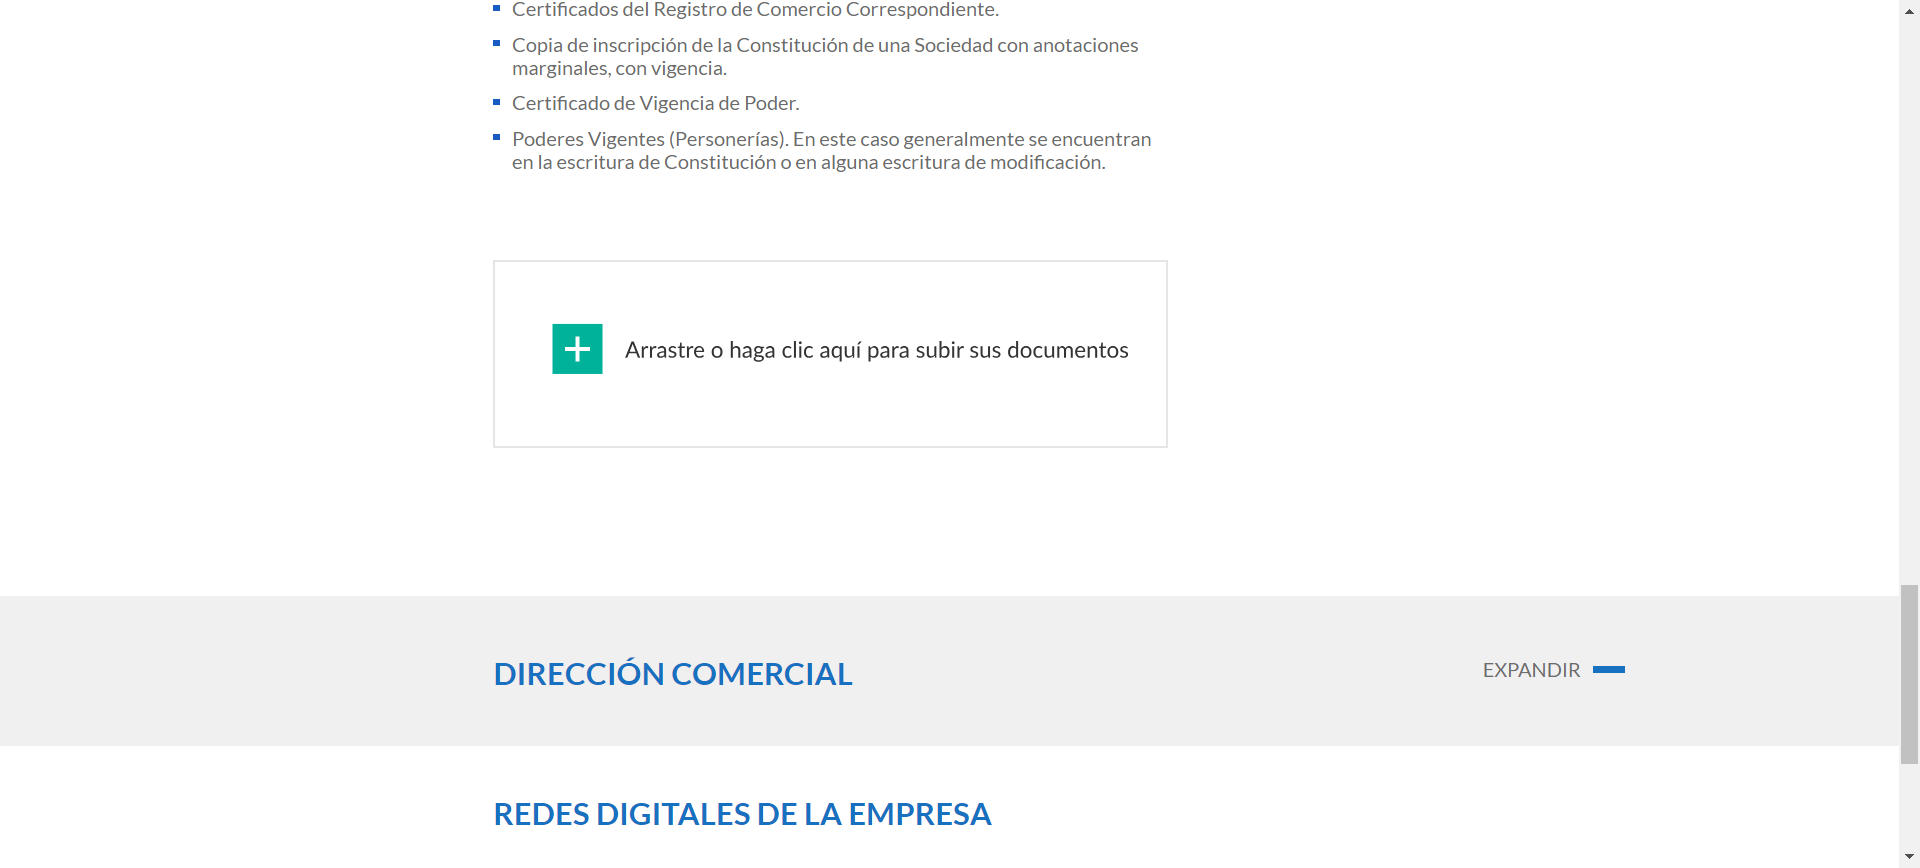 Certificados del Registro de Comercio Correspondiente.
Copia de inscripción de la Constitución de una Sociedad con anotaciones
marginales, con vigencia.
Certificado de Vigencia de Poder.
Poderes Vigentes (Personerías). En este caso generalmente se encuentran
en la escritura de Constitución o en alguna escritura de modificación.
Arrastre o haga clic aquí para subir sus documentos
DIRECCIÓN COMERCIAL
EXPANDIR
REDES DIGITALES DE LA EMPRESA